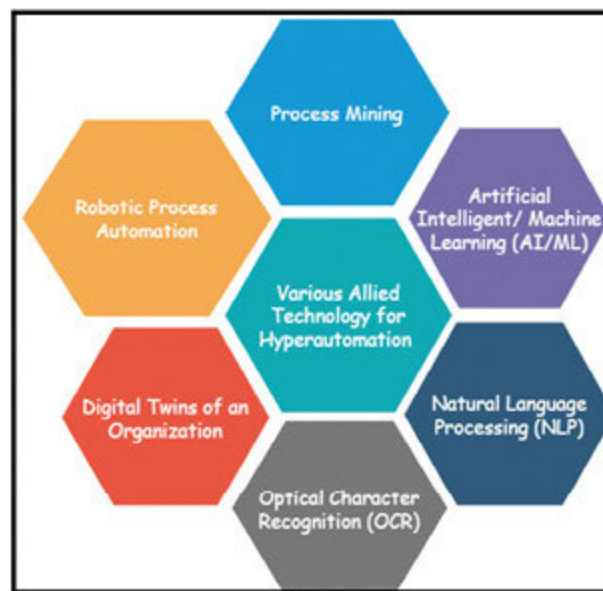 Process Mining
Robotic Process
Automation
Artificial
Intelligent/ Machine
Learning (AI/ML)
Various Allied
Technology for
Hyperautomation
Digital Twins of an
Organization
Natural Language
Processing (NLP)
Optical Character
Recognition (OCR)